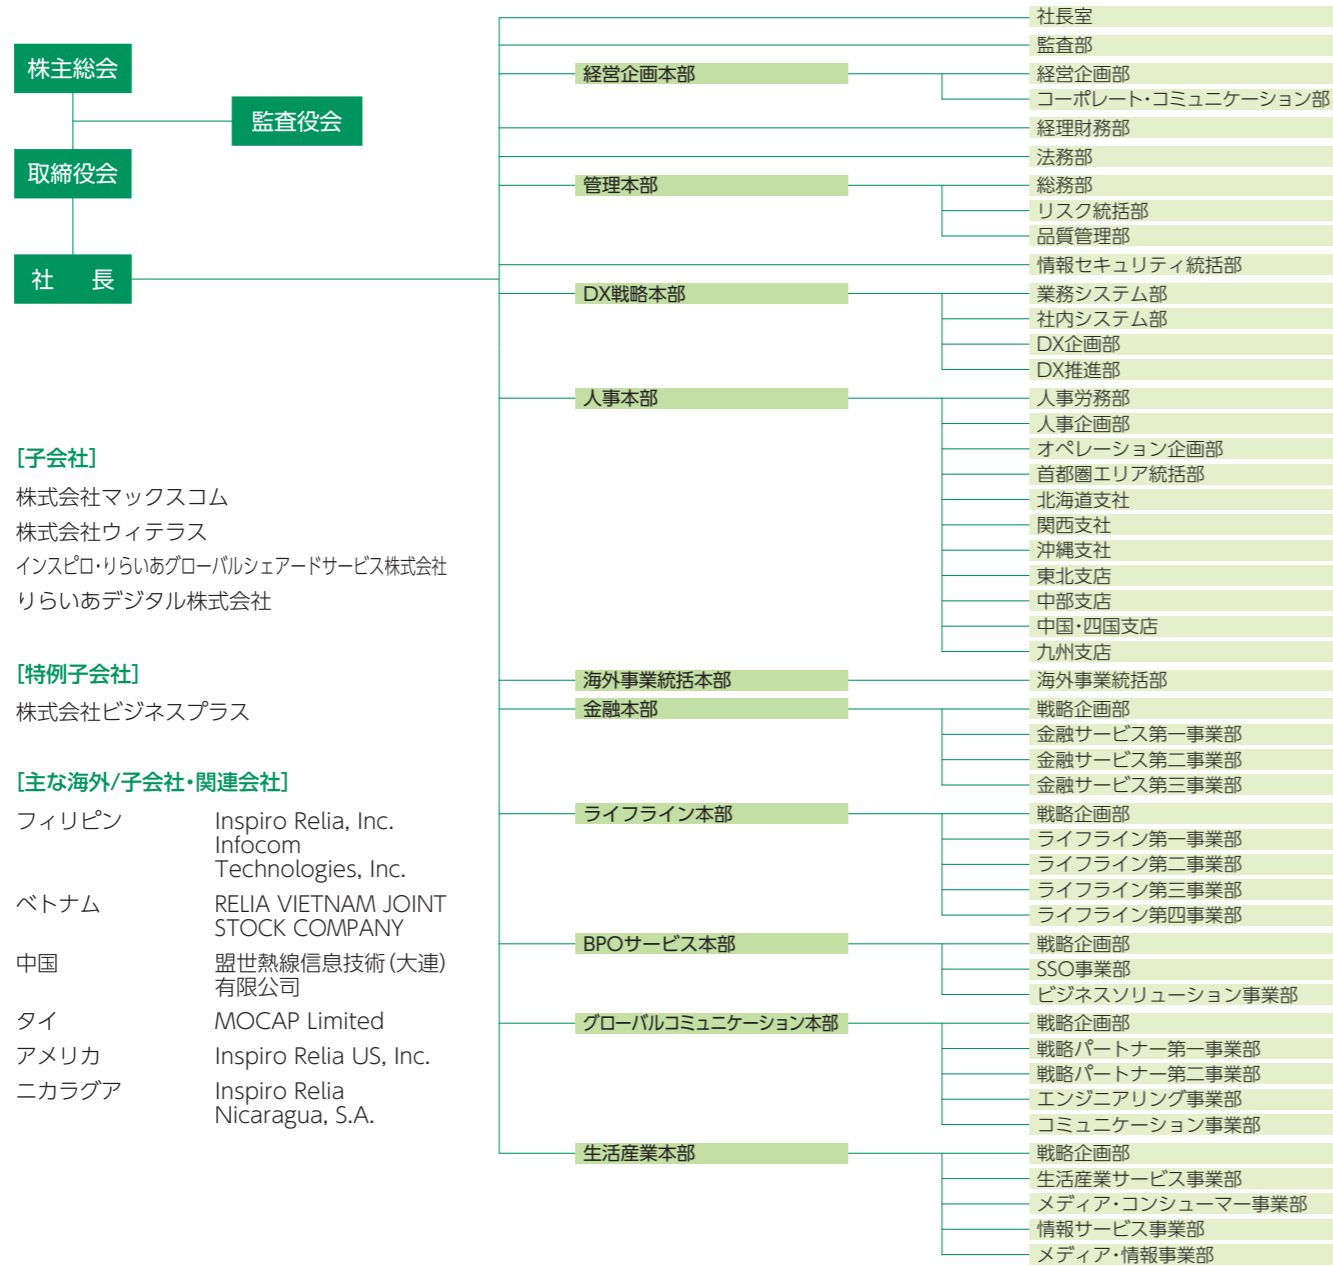 株主総会
監査役会
取締役会
社　長
[子会社]
株式会社マックスコム
株式会社ウィテラス
インスピロ・りらいあグローバルシェアードサービス株式会社
りらいあデジタル株式会社
[特例子会社]
株式会社ビジネスプラス
[主な海外/子会社・関連会社]
フィリピン
Inspiro Relia, Inc.
Infocom
Technologies, Inc.
ベトナム
RELIA VIETNAM JOINT
STOCK COMPANY
中国
盟世熱線信息技術(大連)
有限公司
タイ
MOCAP Limited
アメリカ
Inspiro Relia US, Inc.
ニカラグア
Inspiro Relia
Nicaragua, S.A.
社長室
監査部
経営企画本部
経営企画部
コーポレート・コミュニケーション部
経理財務部
法務部
管理本部
総務部
リスク統括部
品質管理部
情報セキュリティ統括部
DX戦略本部
業務システム部
社内システム部
DX企画部
DX推進部
人事本部
人事労務部
人事企画部
オペレーション企画部
首都圏エリア統括部
北海道支社
関西支社
沖縄支社
東北支店
中部支店
中国・四国支店
九州支店
海外事業統括本部
海外事業統括部
金融本部
戦略企画部
金融サービス第一事業部
金融サービス第二事業部
金融サービス第三事業部
ライフライン本部
戦略企画部
ライフライン第一事業部
ライフライン第二事業部
ライフライン第三事業部
ライフライン第四事業部
BPOサービス本部
戦略企画部
SSO事業部
ビジネスソリューション事業部
グローバルコミュニケーション本部
戦略企画部
戦略パートナー第一事業部
戦略パートナー第二事業部
エンジニアリング事業部
コミュニケーション事業部
生活産業本部
戦略企画部
生活産業サービス事業部
メディア・コンシューマー事業部
情報サービス事業部
メディア・情報事業部